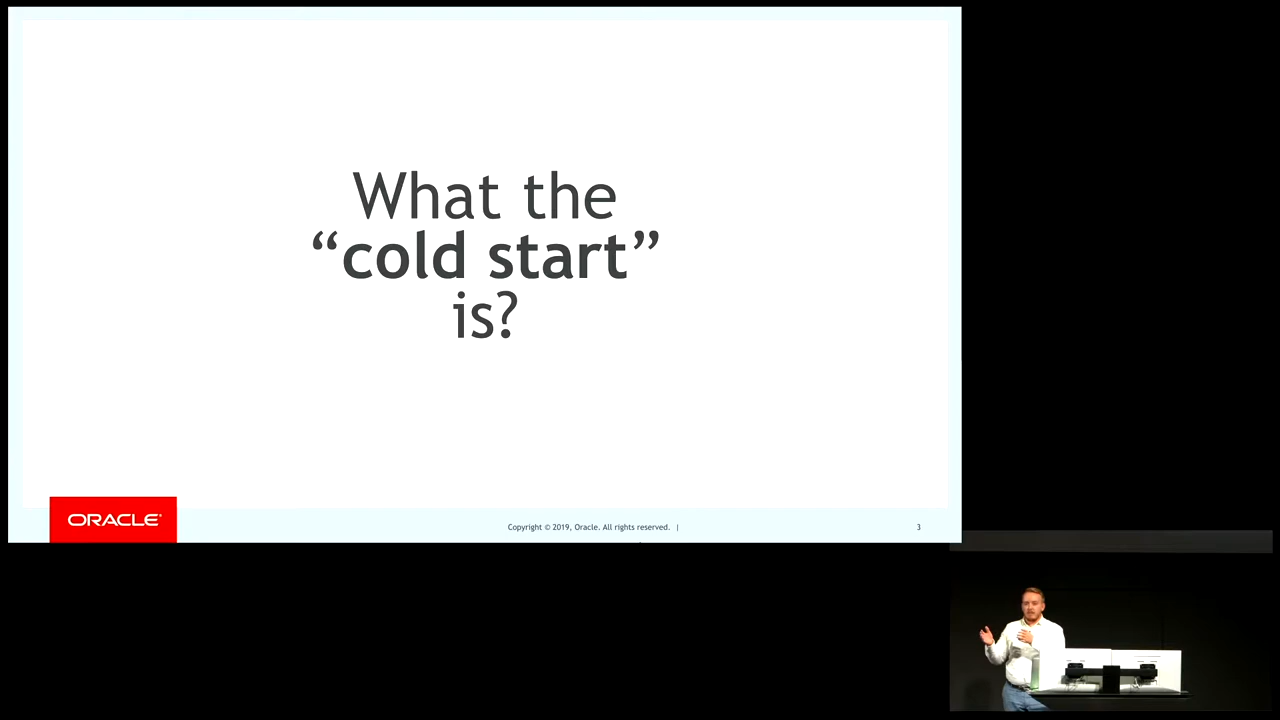 What the
“cold start”
is?
ORACLE®
Copyright © 2019, Oracle. All rights reserved. |
3